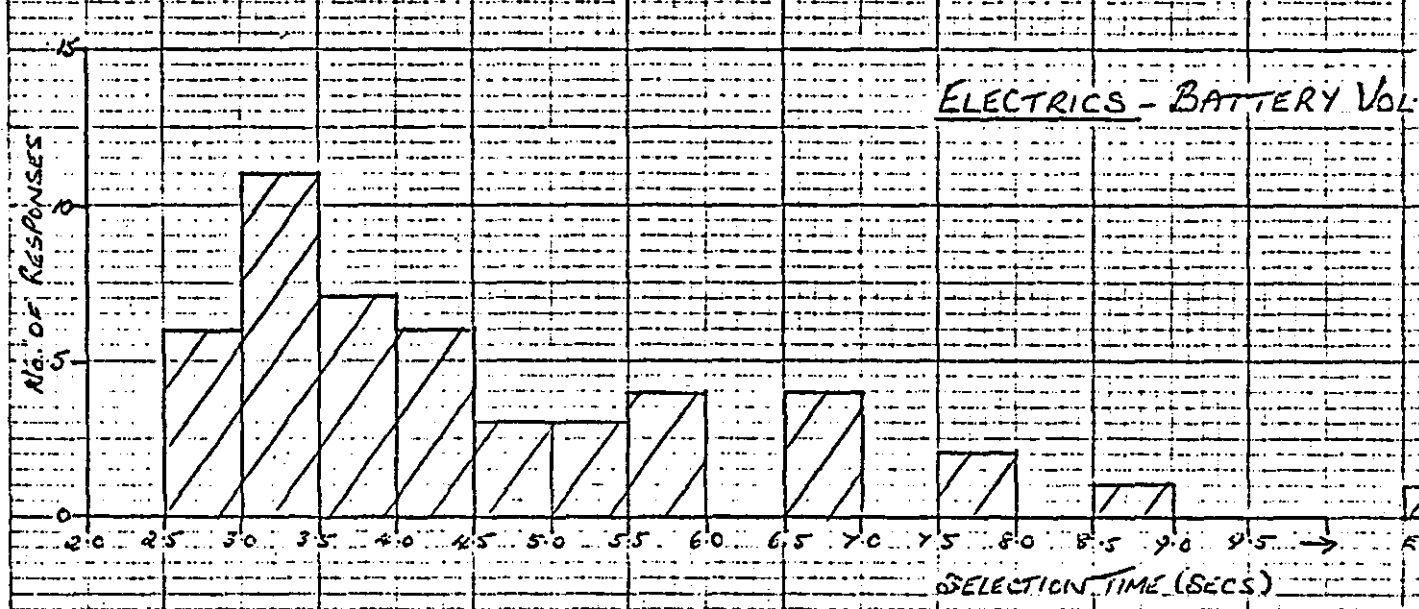 15
ELECTRICS - BATTERY VOL
No. OF RESPONSES
10
5
0
2.0 2.5 3.0 3.5 4.0 4.5 5.0 5.5 6.0 6.5 7.0 7.5 8.0 8.5 9.0 9.5 →
SELECTION TIME (SECS)